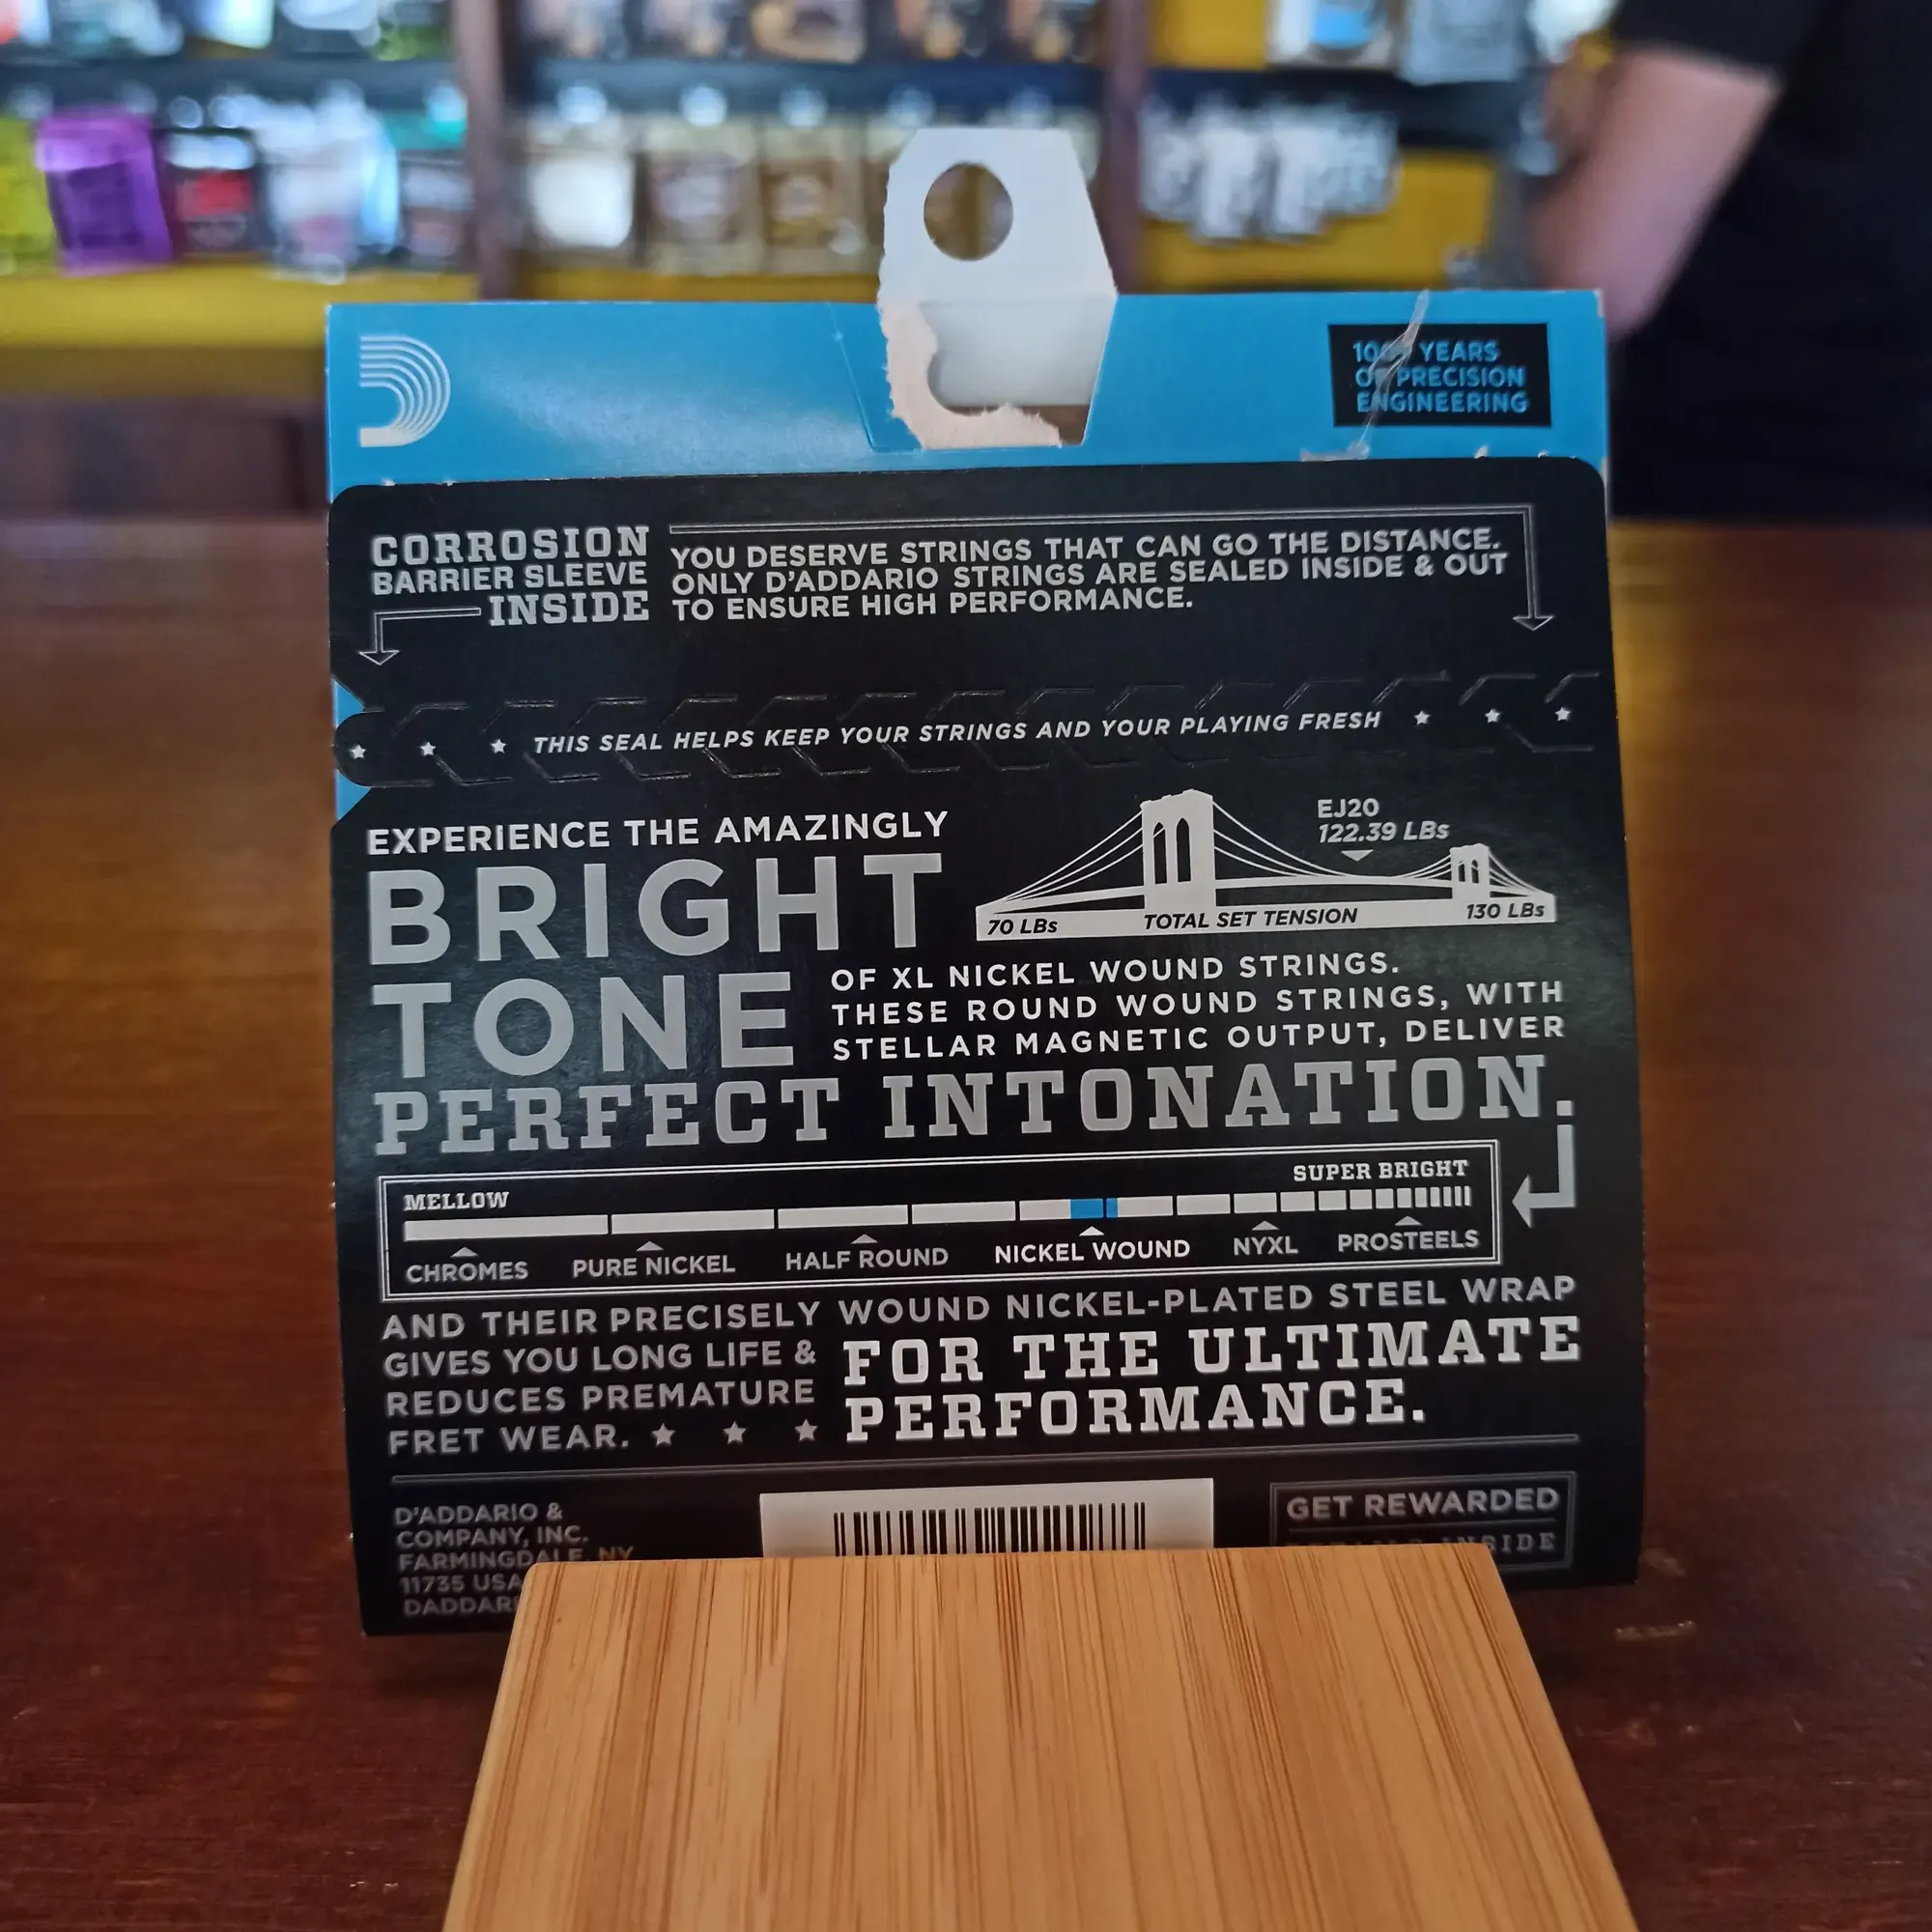 YEARS
OF PRECISION
ENGINEERING
CORROSION
BARRIER SLEEVE
INSIDE
YOU DESERVE STRINGS THAT CAN GO THE DISTANCE.
ONLY D'ADDARIO STRINGS ARE SEALED INSIDE & OUT
TO ENSURE HIGH PERFORMANCE.
THIS SEAL HELPS KEEP YOUR STRINGS AND YOUR PLAYING FRESH
EXPERIENCE THE AMAZINGLY
BRIGHT
TONE
EJ20
122.39 LBs
70 LBs TOTAL SET TENSION 130 LBs
OF XL NICKEL WOUND STRINGS.
THESE ROUND WOUND STRINGS, WITH
STELLAR MAGNETIC OUTPUT, DELIVER
PERFECT INTONATION.
MELLOW SUPER BRIGHT
CHROMES PURE NICKEL HALF ROUND NICKEL WOUND NYXL PROSTEELS
AND THEIR PRECISELY WOUND NICKEL-PLATED STEEL WRAP
GIVES YOU LONG LIFE &
REDUCES PREMATURE
FRET WEAR.
FOR THE ULTIMATE
PERFORMANCE.
D'ADDARIO &
COMPANY, INC.
FARMINGDALE, NY
11735 USA
GET REWARDED
INSIDE